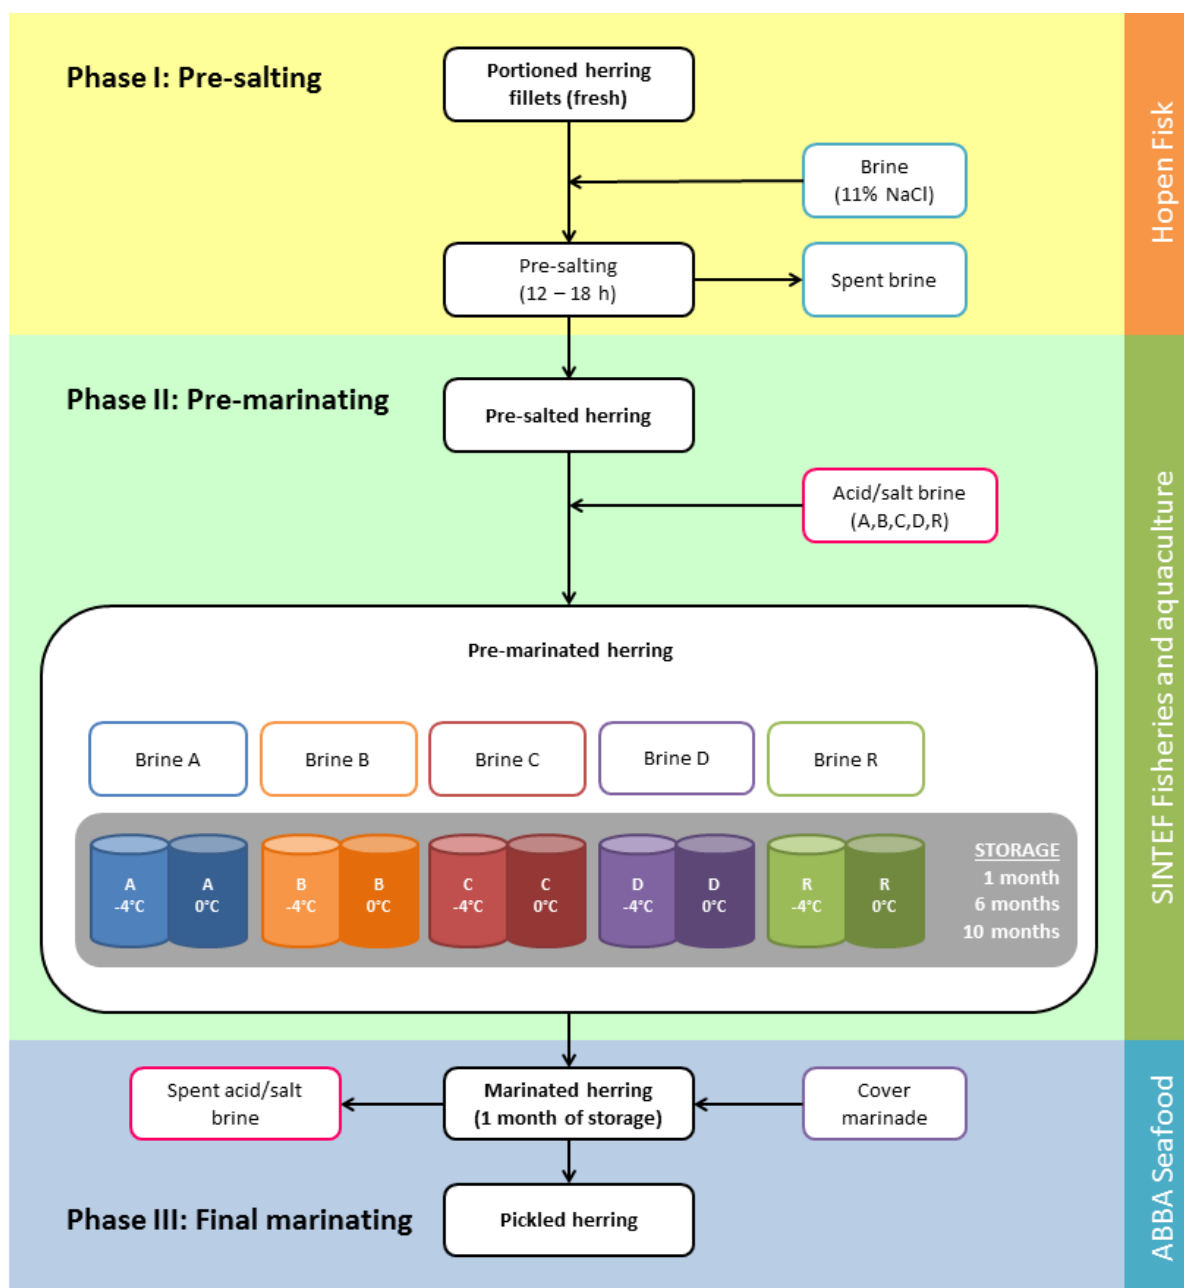 Phase I: Pre-salting
Portioned herring
fillets (fresh)
Brine
(11% NaCl)
Pre-salting
(12 – 18 h)
Spent brine
Hopen Fisk
Phase II: Pre-marinating
Pre-salted herring
Acid/salt brine
(A,B,C,D,R)
Pre-marinated herring
Brine A
Brine B
Brine C
Brine D
Brine R
A
-4°C
A
0°C
B
-4°C
B
0°C
C
-4°C
C
0°C
D
-4°C
D
0°C
R
-4°C
R
0°C
STORAGE
1 month
6 months
10 months
SINTEF Fisheries and aquaculture
Spent acid/salt
brine
Marinated herring
(1 month of storage)
Cover
marinade
Phase III: Final marinating
Pickled herring
ABBA Seafood